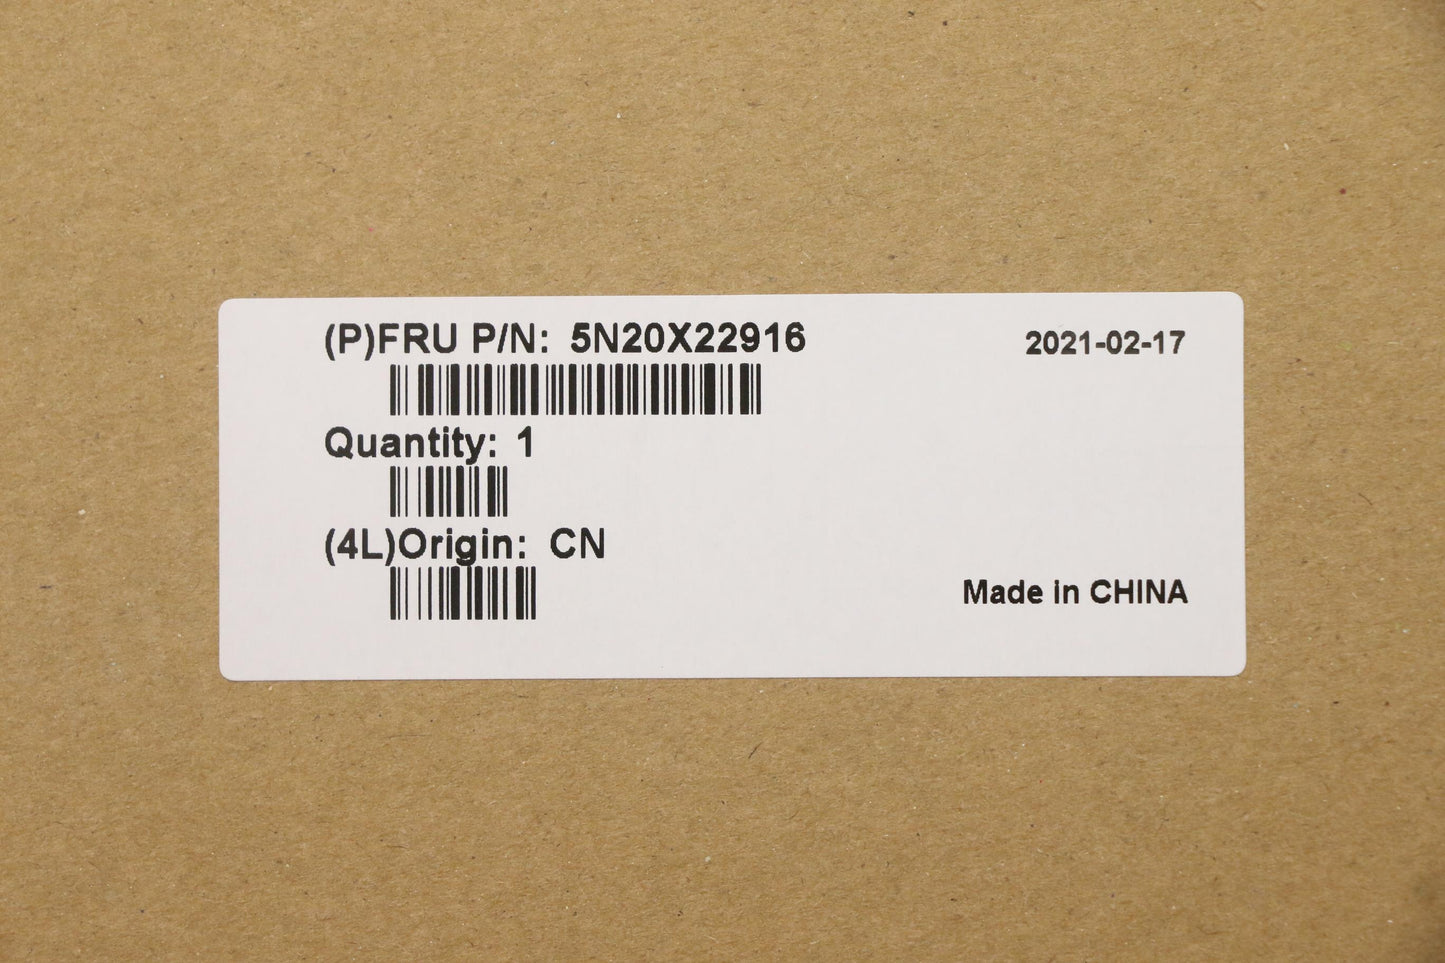 (P)FRU P/N: 5N20X22916
2021-02-17
Quantity: 1
(4L)Origin: CN
Made in CHINA